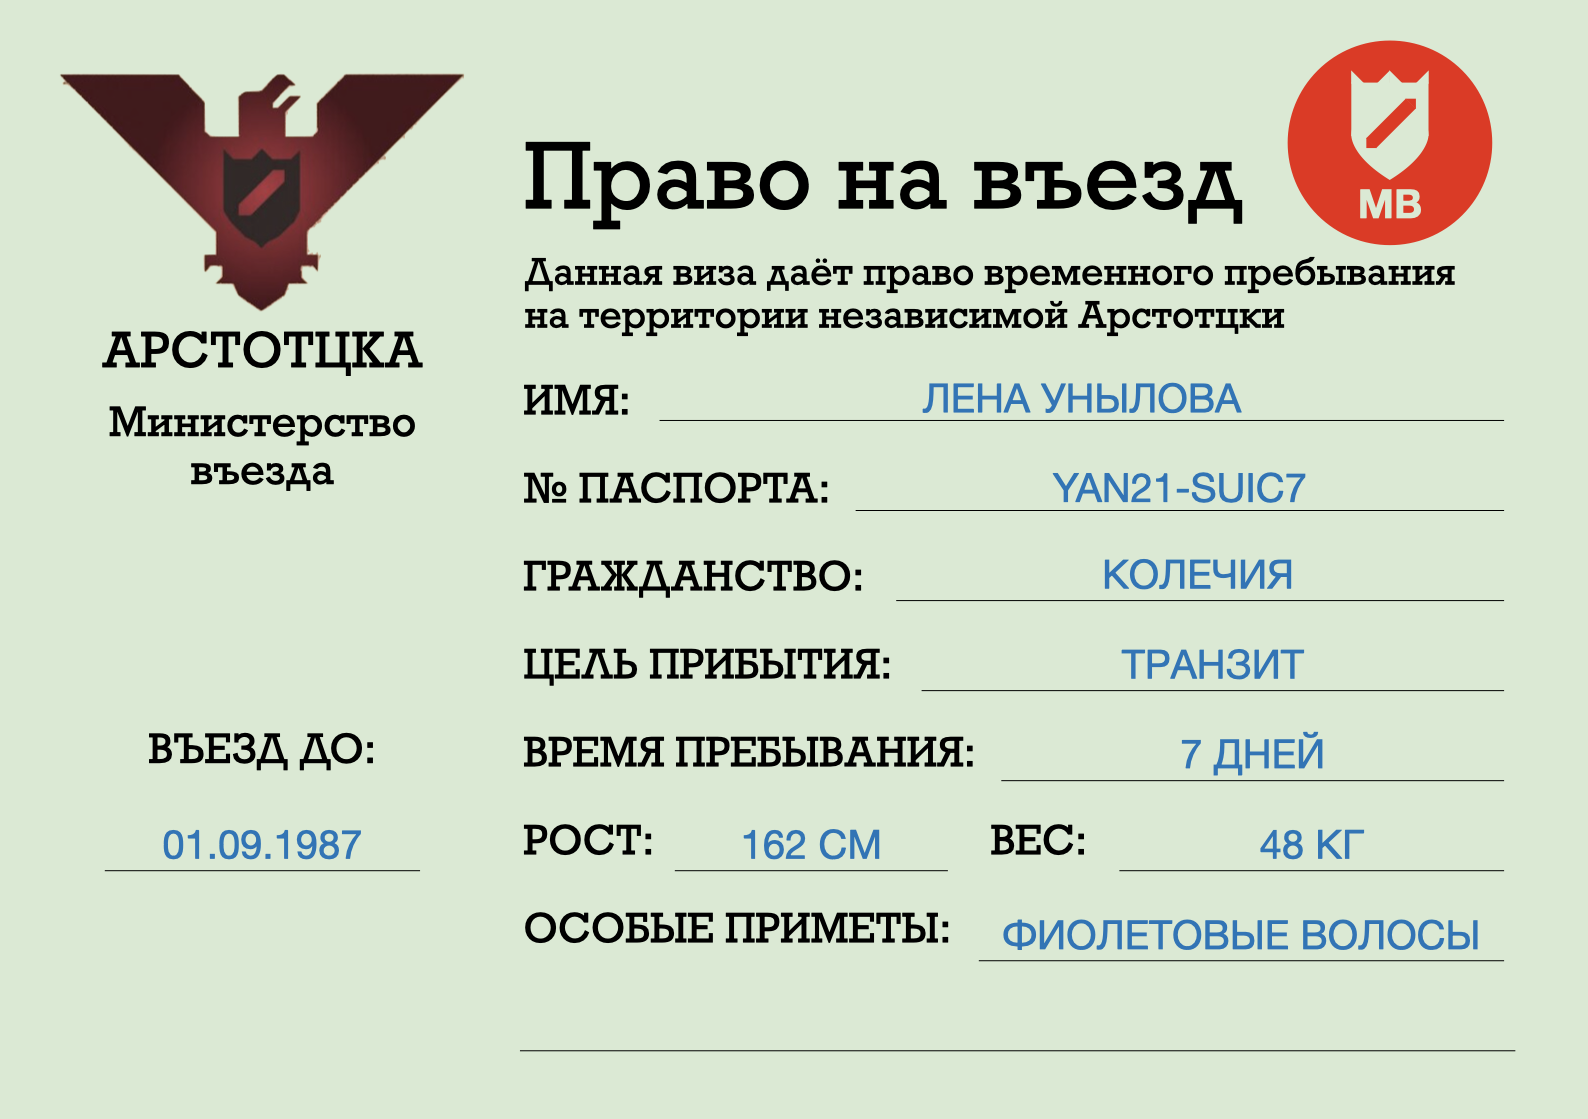 АРСТОТЦКА
Министерство
въезда
ВЪЕЗД ДО:
01.09.1987
Право на въезд
МВ
Данная виза даёт право временного пребывания
на территории независимой Арстотцки
ИМЯ: ЛЕНА УНЫЛОВА
№ ПАСПОРТА: YAN21-SUIC7
ГРАЖДАНСТВО: КОЛЕЧИЯ
ЦЕЛЬ ПРИБЫТИЯ: ТРАНЗИТ
ВРЕМЯ ПРЕБЫВАНИЯ: 7 ДНЕЙ
РОСТ: 162 СМ ВЕС: 48 КГ
ОСОБЫЕ ПРИМЕТЫ: ФИОЛЕТОВЫЕ ВОЛОСЫ